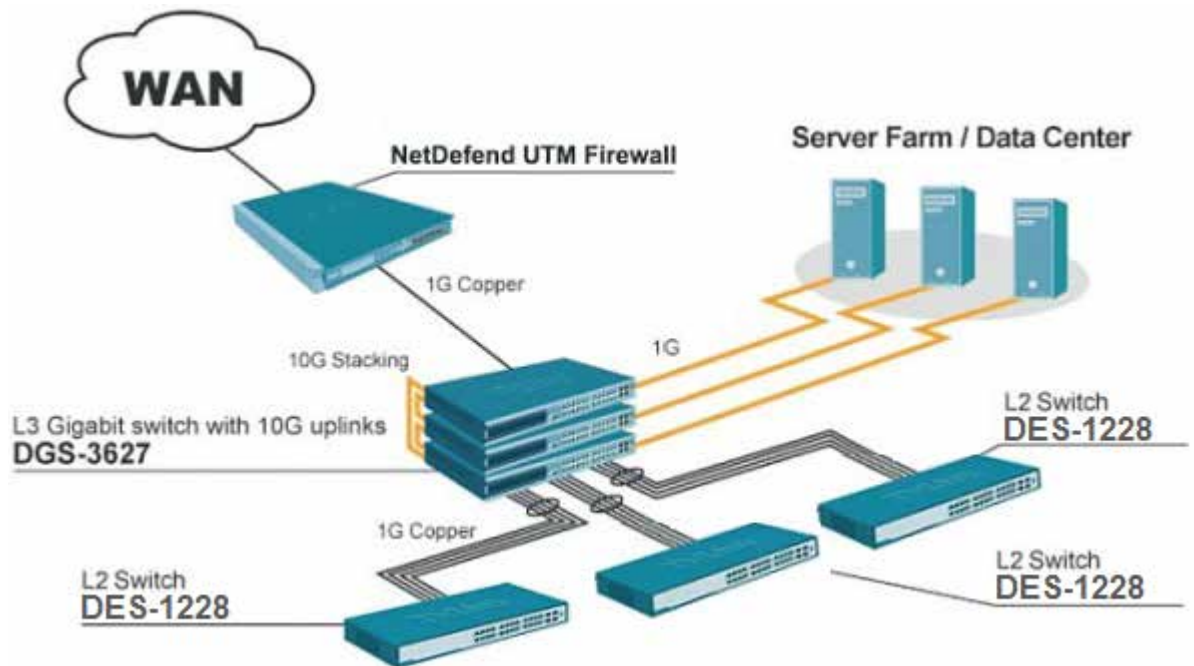 WAN
NetDefend UTM Firewall
Server Farm / Data Center
1G Copper
10G Stacking
1G
L3 Gigabit switch with 10G uplinks
DGS-3627
L2 Switch
DES-1228
1G Copper
L2 Switch
DES-1228
L2 Switch
DES-1228